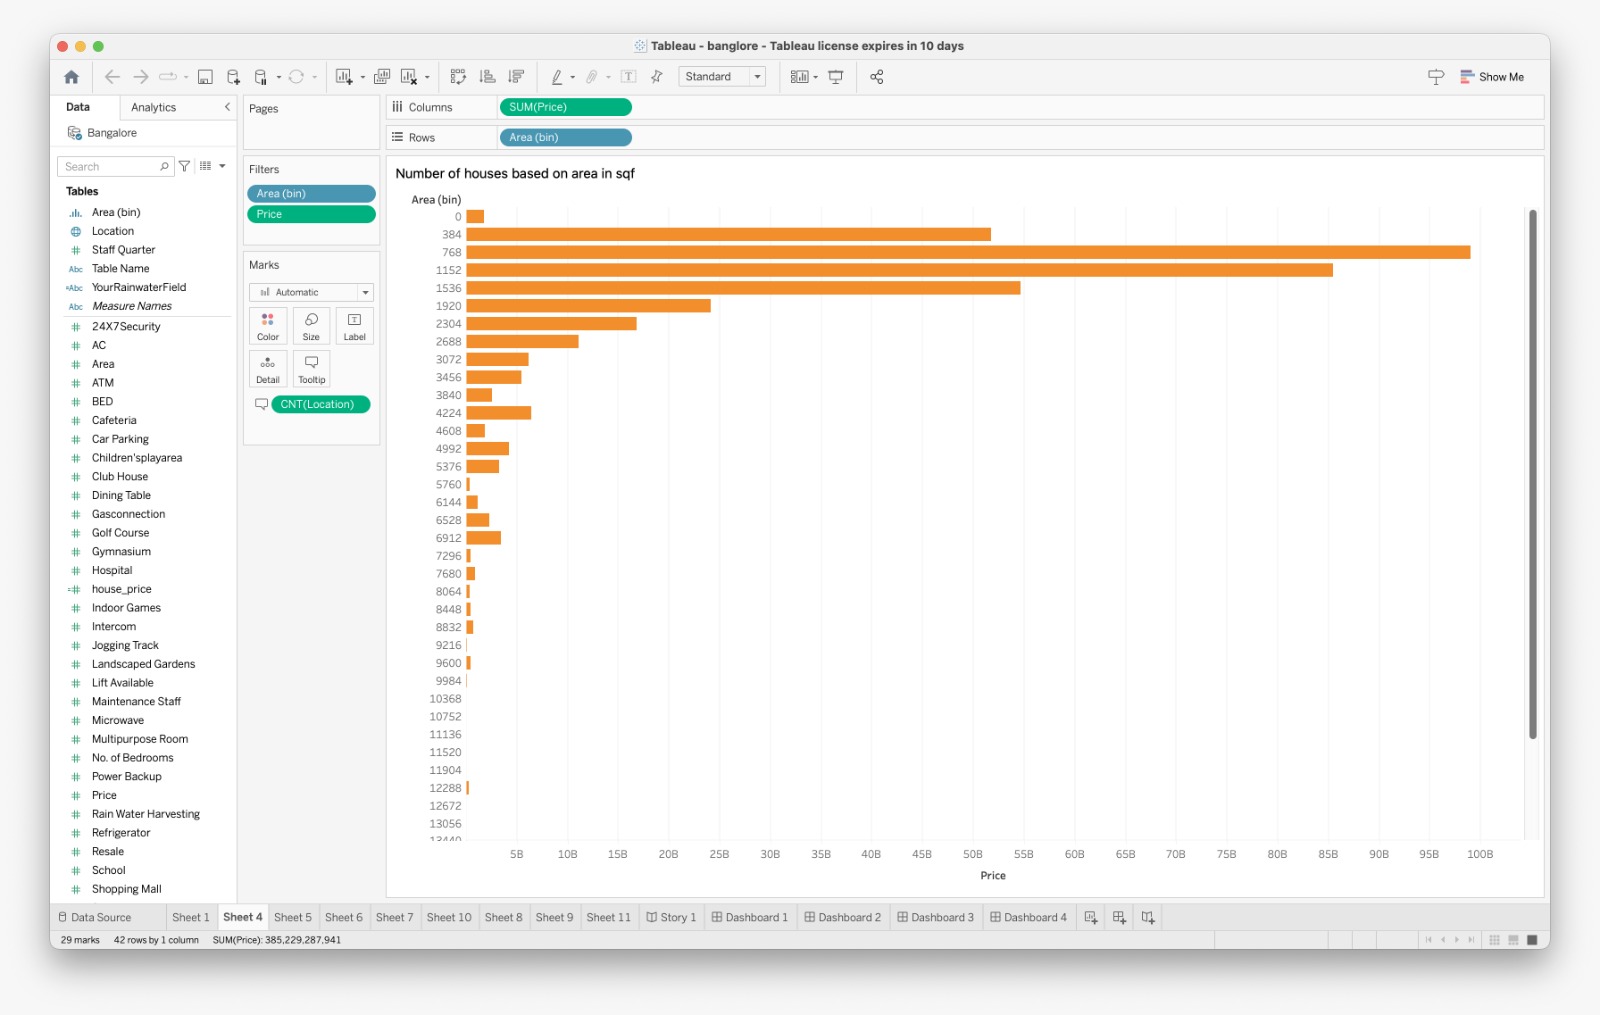 Tableau - banglore - Tableau license expires in 10 days
Standard
Show Me
Data
Analytics
Bangalore
Search
Tables
Area (bin)
Location
Staff Quarter
Abc Table Name
=Abc YourRainwaterField
Abc Measure Names
24X7Security
AC
Area
ATM
BED
Cafeteria
Car Parking
Children'splayarea
Club House
Dining Table
Gasconnection
Golf Course
Gymnasium
Hospital
house_price
Indoor Games
Intercom
Jogging Track
Landscaped Gardens
Lift Available
Maintenance Staff
Microwave
Multipurpose Room
No. of Bedrooms
Power Backup
Price
Rain Water Harvesting
Refrigerator
Resale
School
Shopping Mall
Pages
Filters
Area (bin)
Price
Marks
Automatic
Color
Size
Label
Detail
Tooltip
CNT(Location)
Columns
SUM(Price)
Rows
Area (bin)
Number of houses based on area in sqf
Area (bin)
0
384
768
1152
1536
1920
2304
2688
3072
3456
3840
4224
4608
4992
5376
5760
6144
6528
6912
7296
7680
8064
8448
8832
9216
9600
9984
10368
10752
11136
11520
11904
12288
12672
13056
13440
5B 10B 15B 20B 25B 30B 35B 40B 45B 50B 55B 60B 65B 70B 75B 80B 85B 90B 95B 100B
Price
Data Source Sheet 1 Sheet 4 Sheet 5 Sheet 6 Sheet 7 Sheet 10 Sheet 8 Sheet 9 Sheet 11 Story 1 Dashboard 1 Dashboard 2 Dashboard 3 Dashboard 4
29 marks 42 rows by 1 column SUM(Price): 385,229,287,941